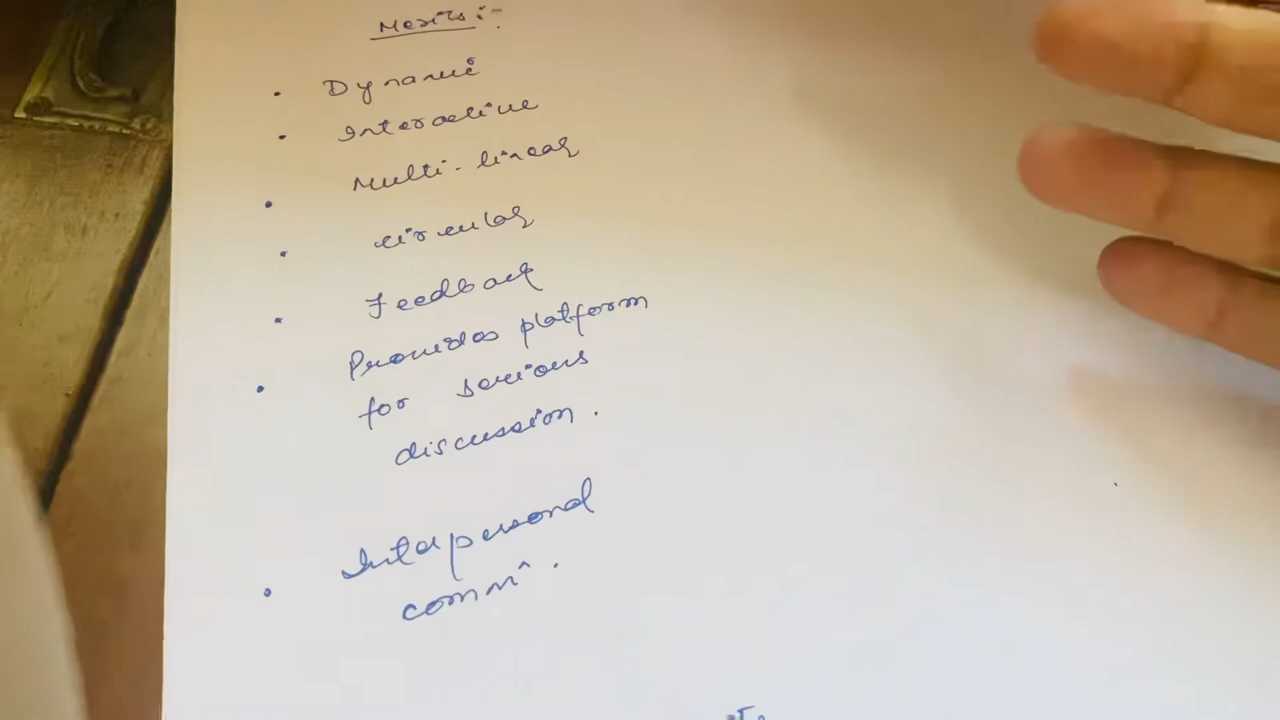 Merits :-
• Dynamic
• Interactive
• Multi-linear
• circular
• Feedback
• Provides platform
for serious
discussion.
• Interpersonal
commn.